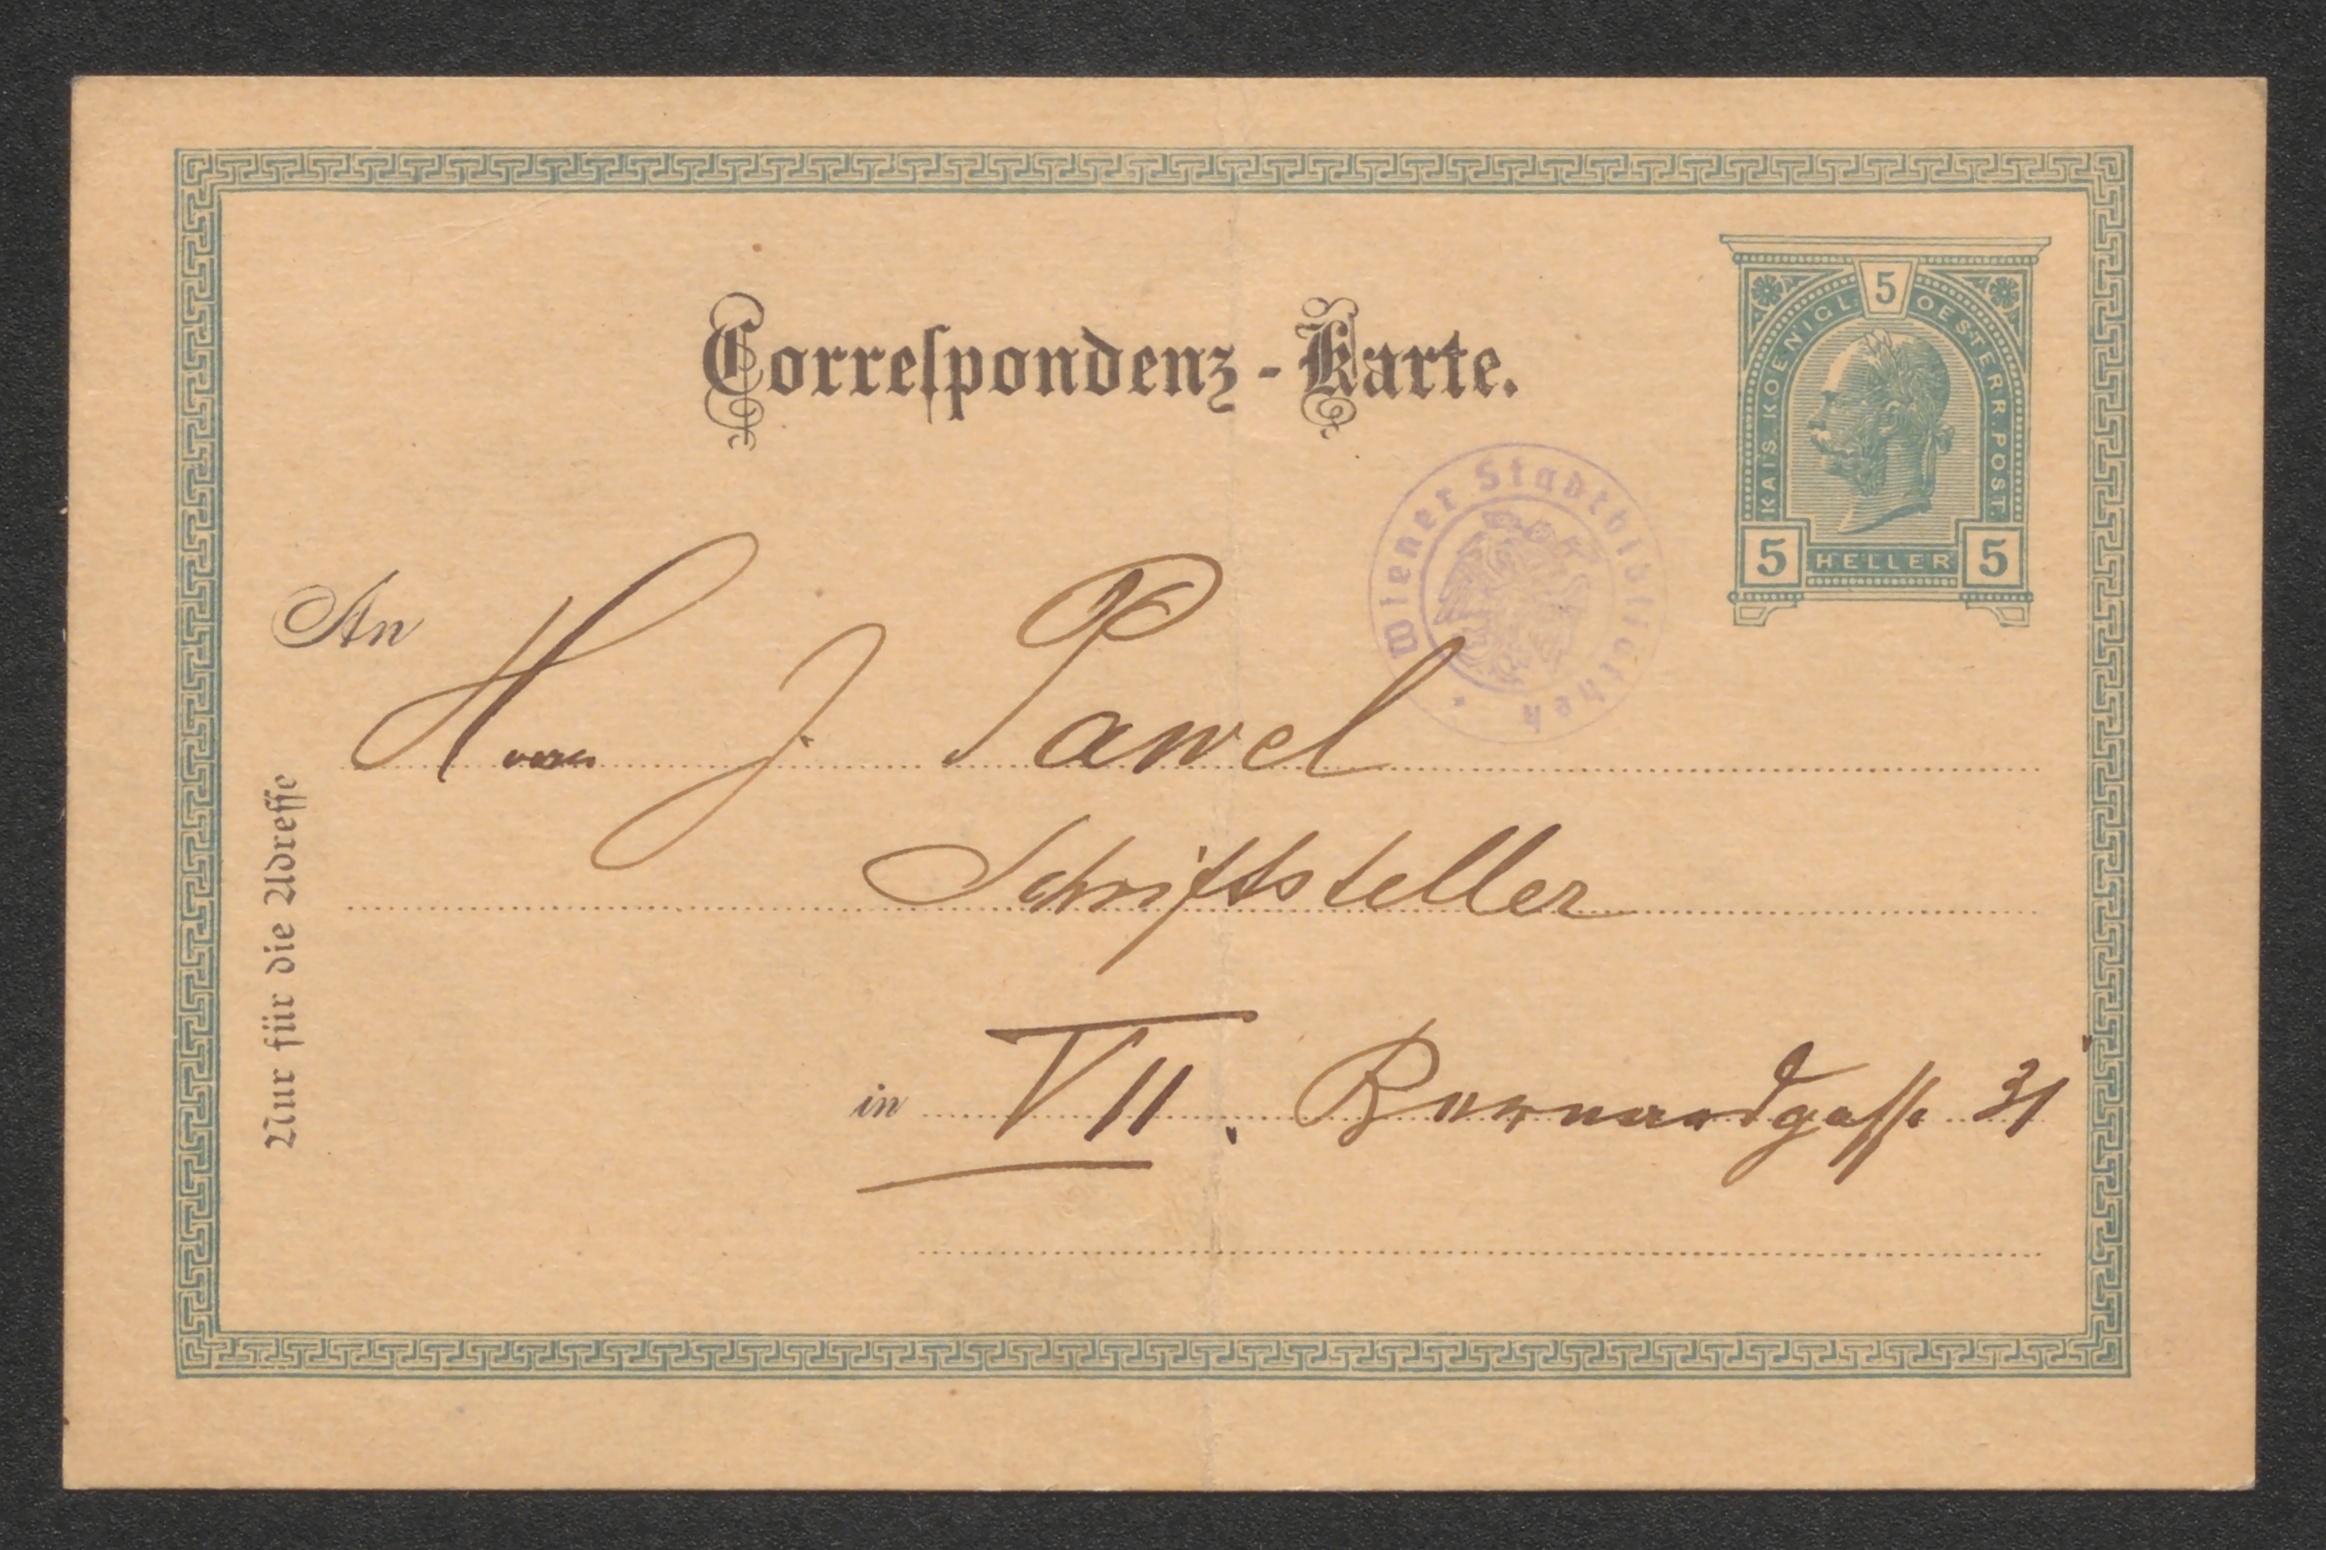 Correſpondenz-Karte.
5
KAIS. KOENIGL. OESTERR. POST.
5 HELLER 5
Wiener Stadtbibliothek
An
Herrn J. Pawel
Schriftsteller
in VII. Bernardgasse 31
Nur für die Adreſſe